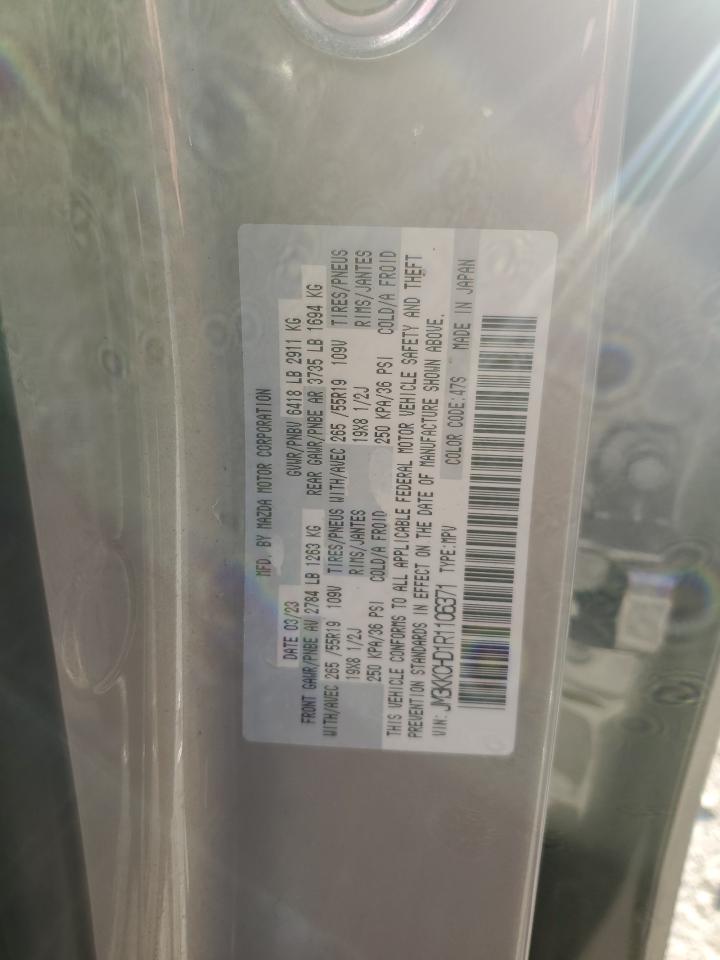 MFD. BY MAZDA MOTOR CORPORATION
DATE 03/23 GVWR/PNBV 6418 LB 2911 KG
FRONT GAWR/PNBE AV 2784 LB 1263 KG REAR GAWR/PNBE AR 3735 LB 1694 KG
WITH/AVEC 265 /55R19 109V TIRES/PNEUS WITH/AVEC 265 /55R19 109V TIRES/PNEUS
19X8 1/2J RIMS/JANTES 19X8 1/2J RIMS/JANTES
250 KPA/36 PSI COLD/A FROID 250 KPA/36 PSI COLD/A FROID
THIS VEHICLE CONFORMS TO ALL APPLICABLE FEDERAL MOTOR VEHICLE SAFETY AND THEFT
PREVENTION STANDARDS IN EFFECT ON THE DATE OF MANUFACTURE SHOWN ABOVE.
VIN: JM3KKCHD1R1106371 TYPE:MPV COLOR CODE:47S MADE IN JAPAN